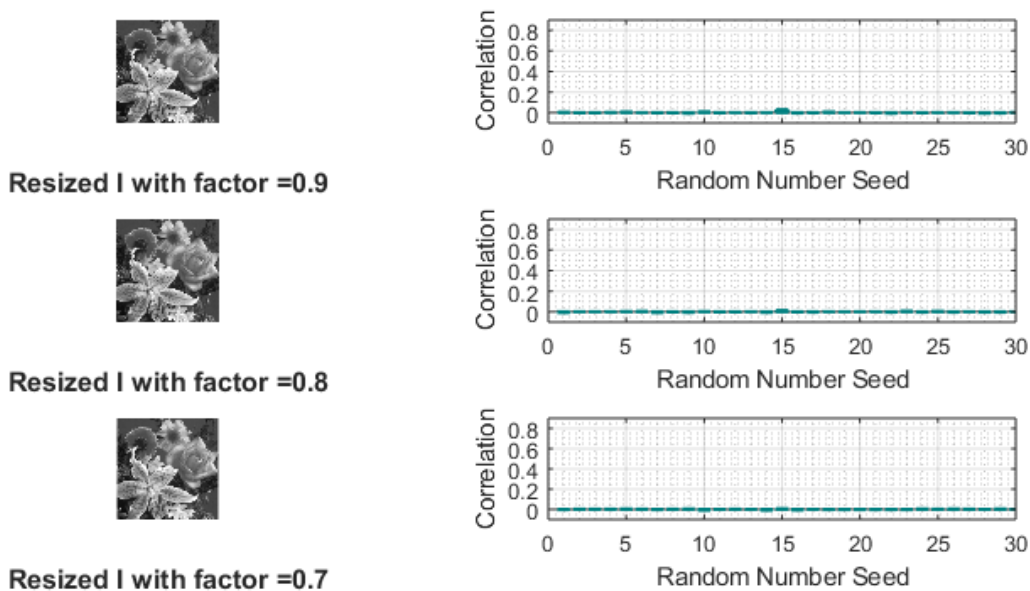 Correlation
0.8
0.6
0.4
0.2
0
0 5 10 15 20 25 30
Random Number Seed
Resized I with factor =0.9
Correlation
0.8
0.6
0.4
0.2
0
0 5 10 15 20 25 30
Random Number Seed
Resized I with factor =0.8
Correlation
0.8
0.6
0.4
0.2
0
0 5 10 15 20 25 30
Random Number Seed
Resized I with factor =0.7